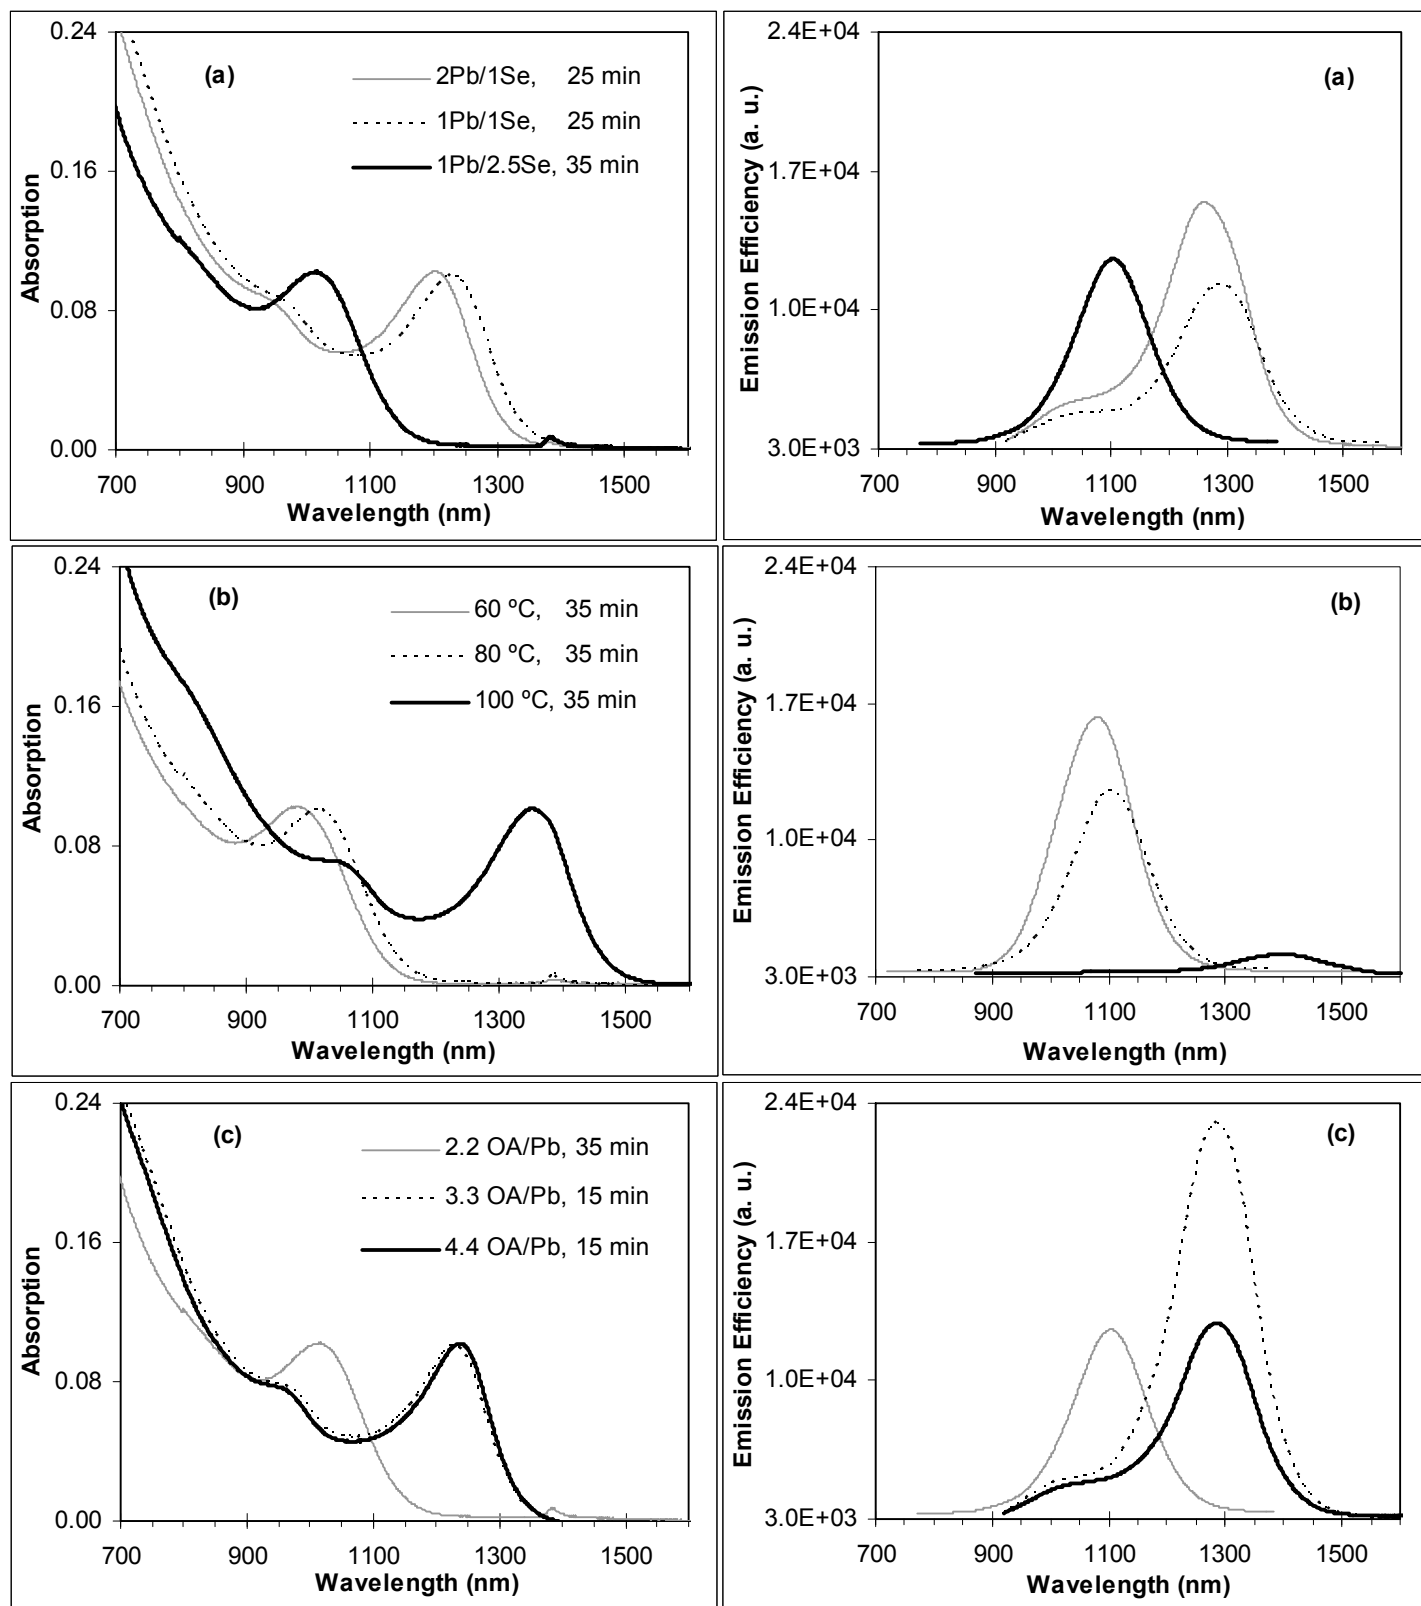 0.24
0.16
0.08
0.00
Absorption
(a)
2Pb/1Se, 25 min
1Pb/1Se, 25 min
1Pb/2.5Se, 35 min
700 900 1100 1300 1500
Wavelength (nm)
2.4E+04
1.7E+04
1.0E+04
3.0E+03
Emission Efficiency (a. u.)
(a)
700 900 1100 1300 1500
Wavelength (nm)
0.24
0.16
0.08
0.00
Absorption
(b)
60 ºC, 35 min
80 ºC, 35 min
100 ºC, 35 min
700 900 1100 1300 1500
Wavelength (nm)
2.4E+04
1.7E+04
1.0E+04
3.0E+03
Emission Efficiency (a. u.)
(b)
700 900 1100 1300 1500
Wavelength (nm)
0.24
0.16
0.08
0.00
Absorption
(c)
2.2 OA/Pb, 35 min
3.3 OA/Pb, 15 min
4.4 OA/Pb, 15 min
700 900 1100 1300 1500
Wavelength (nm)
2.4E+04
1.7E+04
1.0E+04
3.0E+03
Emission Efficiency (a. u.)
(c)
700 900 1100 1300 1500
Wavelength (nm)